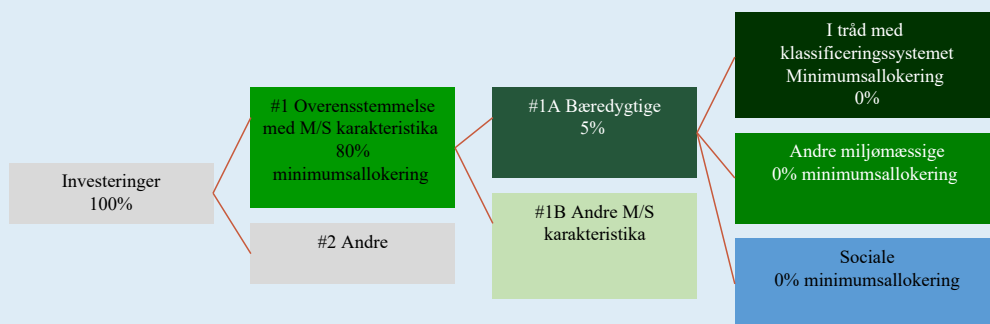 Investeringer
100%
#1 Overensstemmelse
med M/S karakteristika
80%
minimumsallokering
#2 Andre
#1A Bæredygtige
5%
#1B Andre M/S
karakteristika
I tråd med
klassificeringssystemet
Minimumsallokering
0%
Andre miljømæssige
0% minimumsallokering
Sociale
0% minimumsallokering